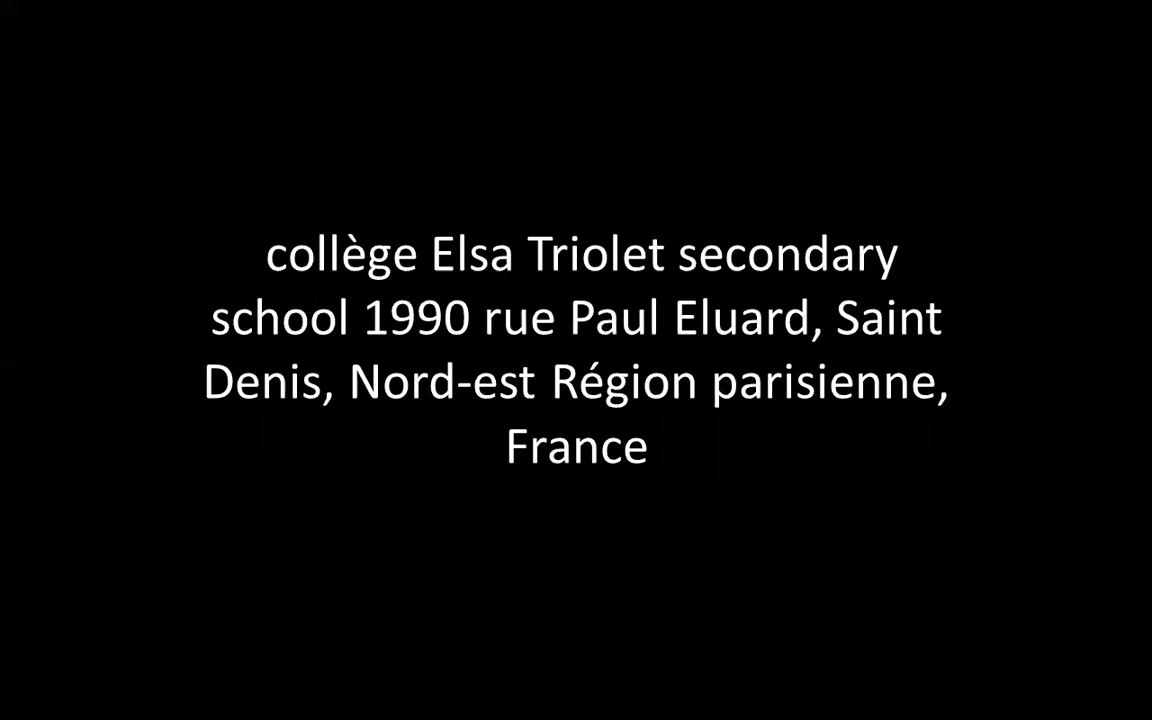 collège Elsa Triolet secondary
school 1990 rue Paul Eluard, Saint
Denis, Nord-est Région parisienne,
France